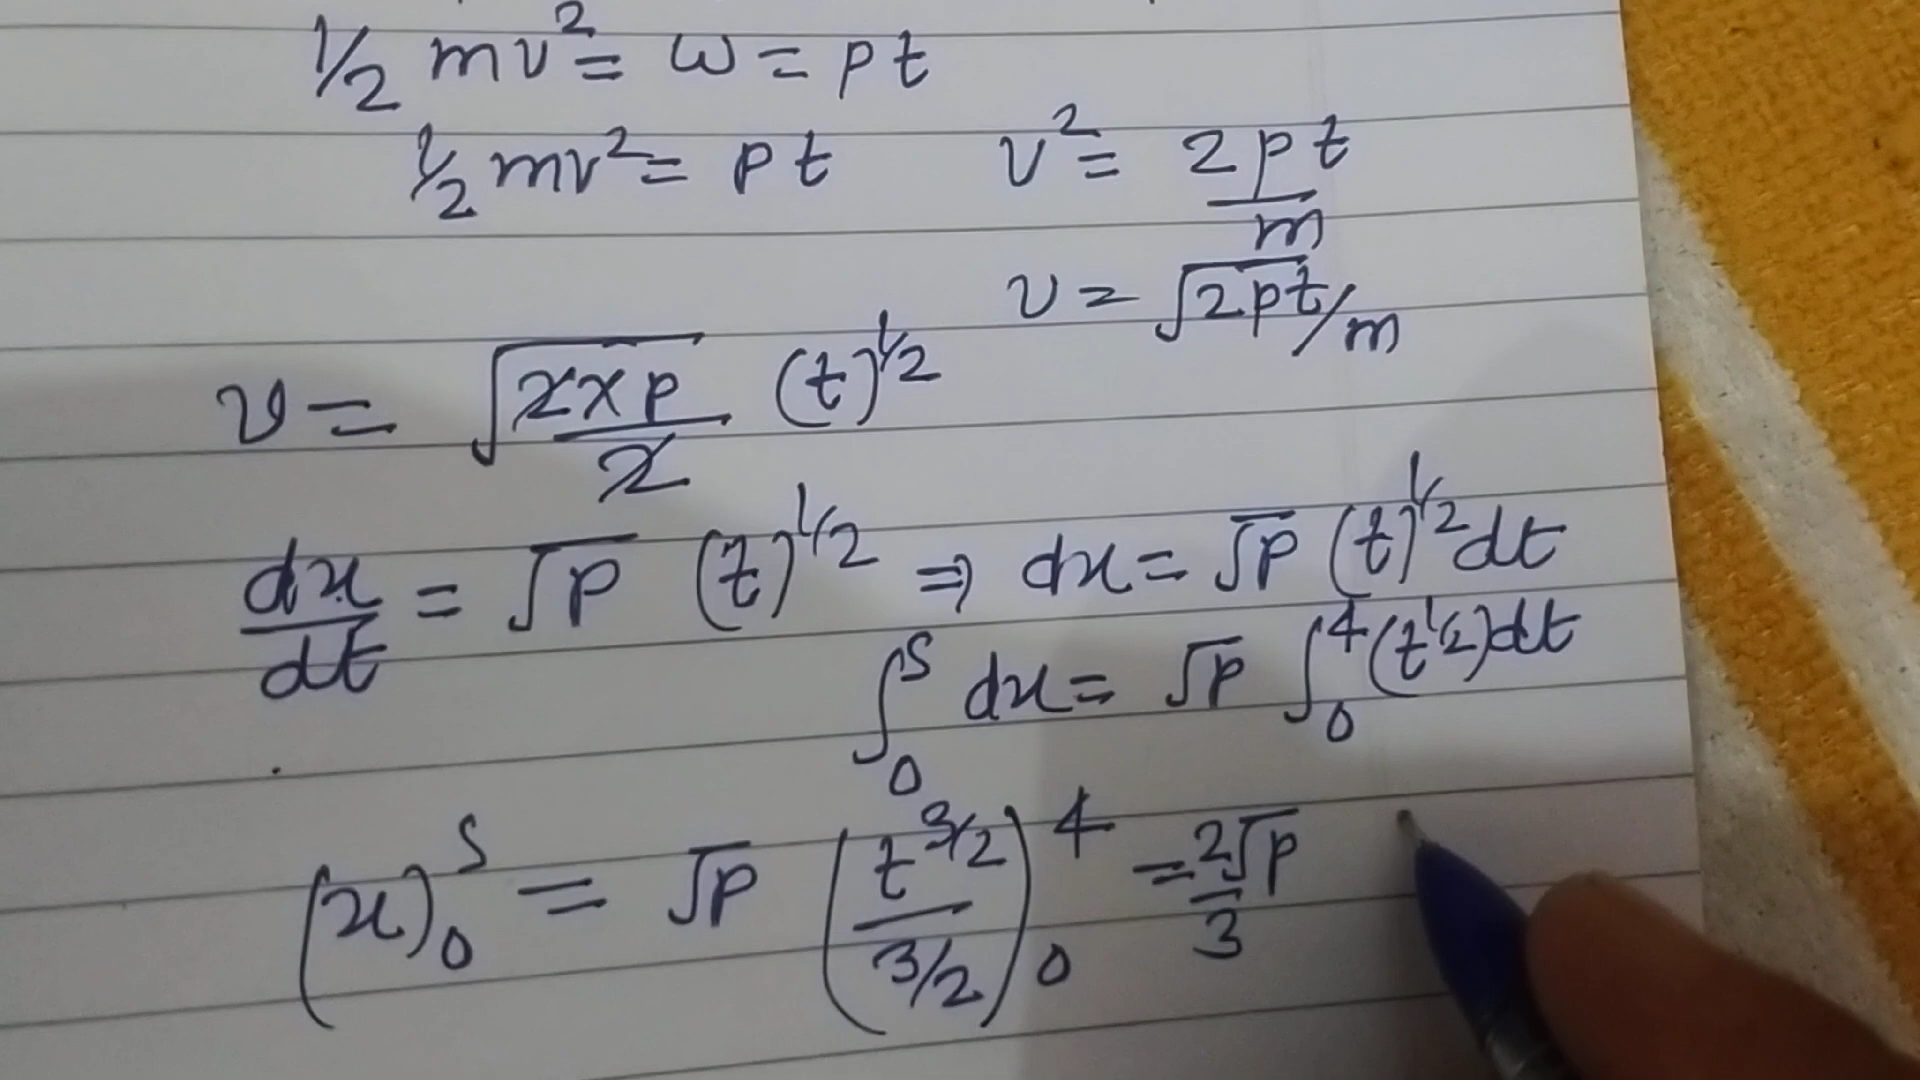 1/2 mv² = w = pt
1/2 mv² = pt    v² = 2pt/m
v = √2pt/m
v = √(2×p/2) (t)^1/2
dx/dt = √p (t)^1/2 ⇒ dx = √p (t)^1/2 dt
∫₀^s dx = √p ∫₀^4 (t^1/2) dt
(x)₀^s = √p (t^3/2 / 3/2)₀^4 = 2√p/3